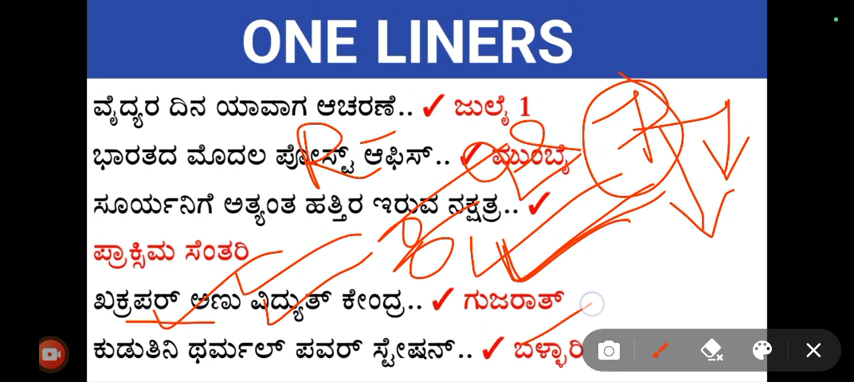 ONE LINERS
ವೈದ್ಯರ ದಿನ ಯಾವಾಗ ಆಚರಣೆ.. ✓ ಜುಲೈ 1
ಭಾರತದ ಮೊದಲ ಪೋಸ್ಟ್ ಆಫೀಸ್.. ✓ ಮುಂಬೈ
ಸೂರ್ಯನಿಗೆ ಅತ್ಯಂತ ಹತ್ತಿರ ಇರುವ ನಕ್ಷತ್ರ.. ✓
ಪ್ರಾಕ್ಸಿಮ ಸೆಂತರಿ
ಖಕ್ರಪರ್ ಅಣು ವಿದ್ಯುತ್ ಕೇಂದ್ರ.. ✓ ಗುಜರಾತ್
ಕುಡುತಿನಿ ಥರ್ಮಲ್ ಪವರ್ ಸ್ಟೇಷನ್.. ✓ ಬಳ್ಳಾರಿ